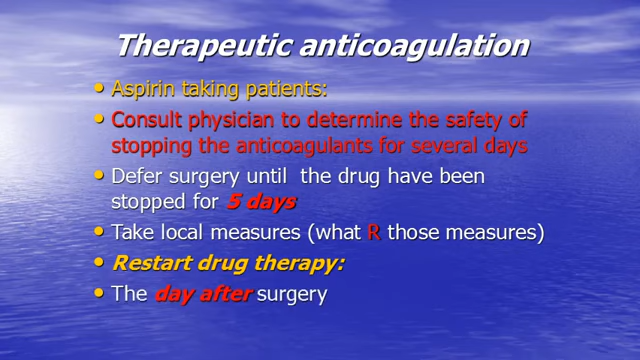 Therapeutic anticoagulation
• Aspirin taking patients:
• Consult physician to determine the safety of
stopping the anticoagulants for several days
• Defer surgery until the drug have been
stopped for 5 days
• Take local measures (what R those measures)
• Restart drug therapy:
• The day after surgery